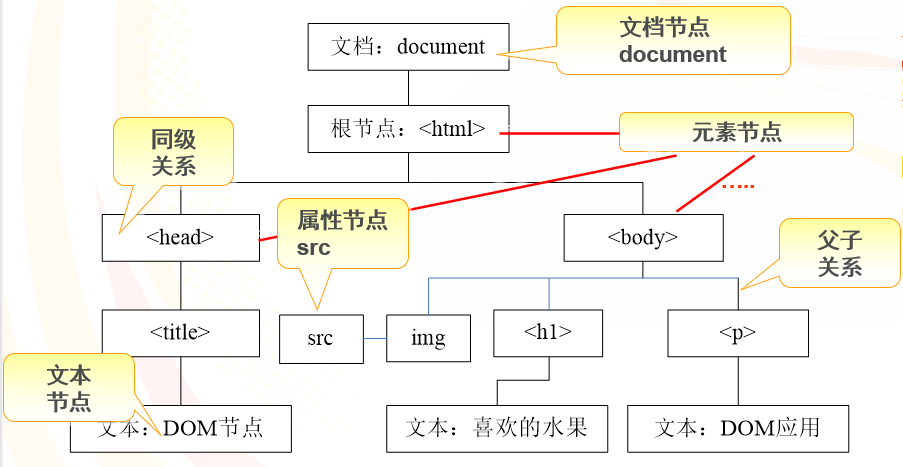 文档：document
文档节点
document
根节点：<html>
元素节点
同级
关系
……
属性节点
src
<head>
<body>
父子
关系
<title>
src
img
<h1>
<p>
文本
节点
文本：DOM节点
文本：喜欢的水果
文本：DOM应用